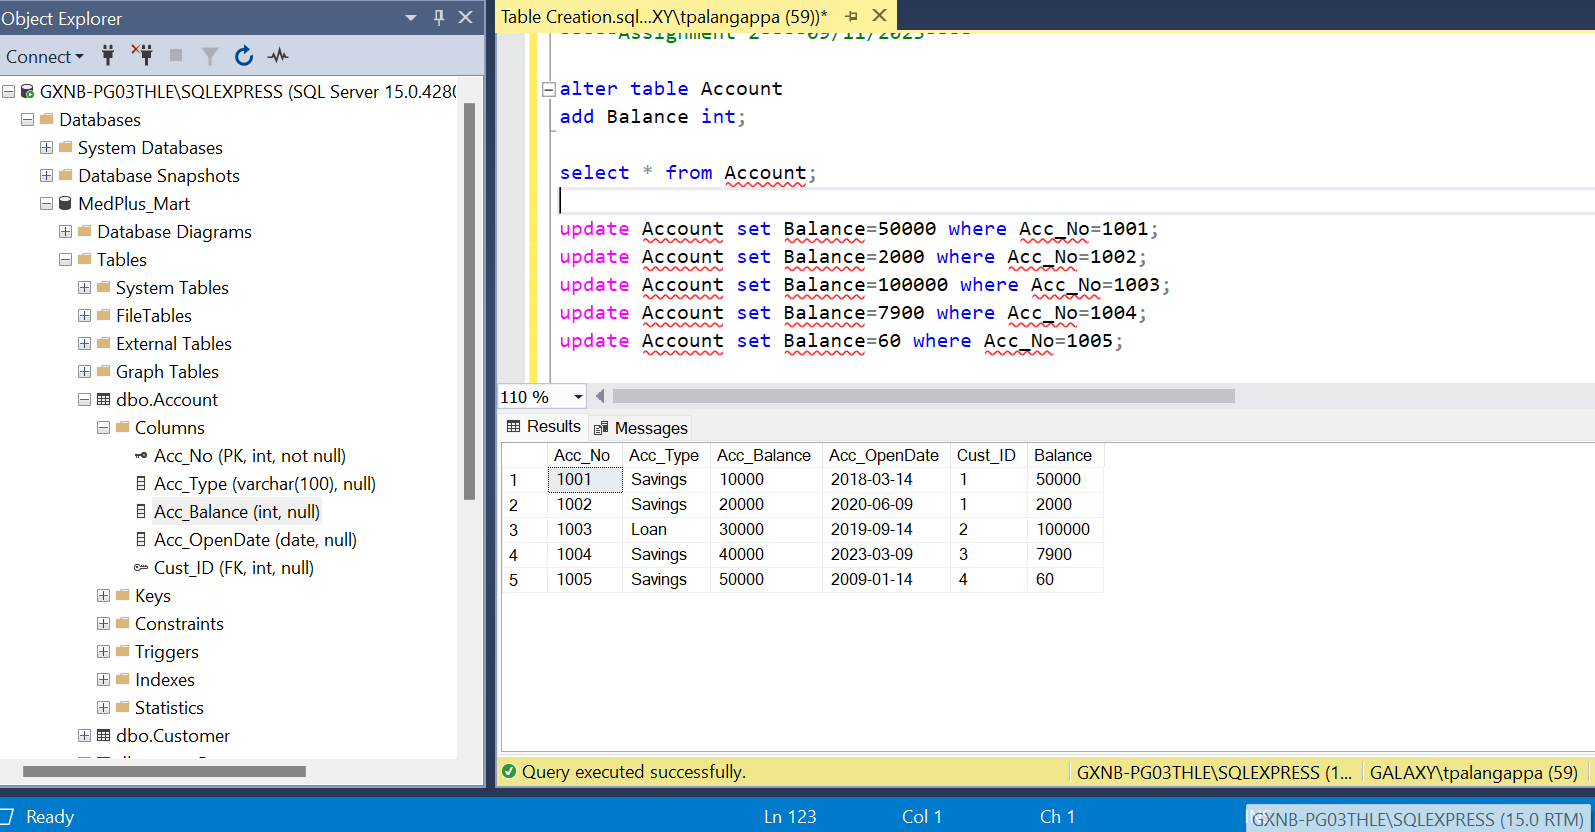 Object Explorer
Connect
GXNB-PG03THLE\SQLEXPRESS (SQL Server 15.0.4280
Databases
System Databases
Database Snapshots
MedPlus_Mart
Database Diagrams
Tables
System Tables
FileTables
External Tables
Graph Tables
dbo.Account
Columns
Acc_No (PK, int, not null)
Acc_Type (varchar(100), null)
Acc_Balance (int, null)
Acc_OpenDate (date, null)
Cust_ID (FK, int, null)
Keys
Constraints
Triggers
Indexes
Statistics
dbo.Customer
Table Creation.sql...XY\tpalangappa (59))*
-----Assignment 2----09/11/2023----
alter table Account
add Balance int;
select * from Account;
update Account set Balance=50000 where Acc_No=1001;
update Account set Balance=2000 where Acc_No=1002;
update Account set Balance=100000 where Acc_No=1003;
update Account set Balance=7900 where Acc_No=1004;
update Account set Balance=60 where Acc_No=1005;
110 %
Results Messages
Acc_No Acc_Type Acc_Balance Acc_OpenDate Cust_ID Balance
1 1001 Savings 10000 2018-03-14 1 50000
2 1002 Savings 20000 2020-06-09 1 2000
3 1003 Loan 30000 2019-09-14 2 100000
4 1004 Savings 40000 2023-03-09 3 7900
5 1005 Savings 50000 2009-01-14 4 60
Query executed successfully. GXNB-PG03THLE\SQLEXPRESS (1... GALAXY\tpalangappa (59)
Ready Ln 123 Col 1 Ch 1 INS
GXNB-PG03THLE\SQLEXPRESS (15.0 RTM)